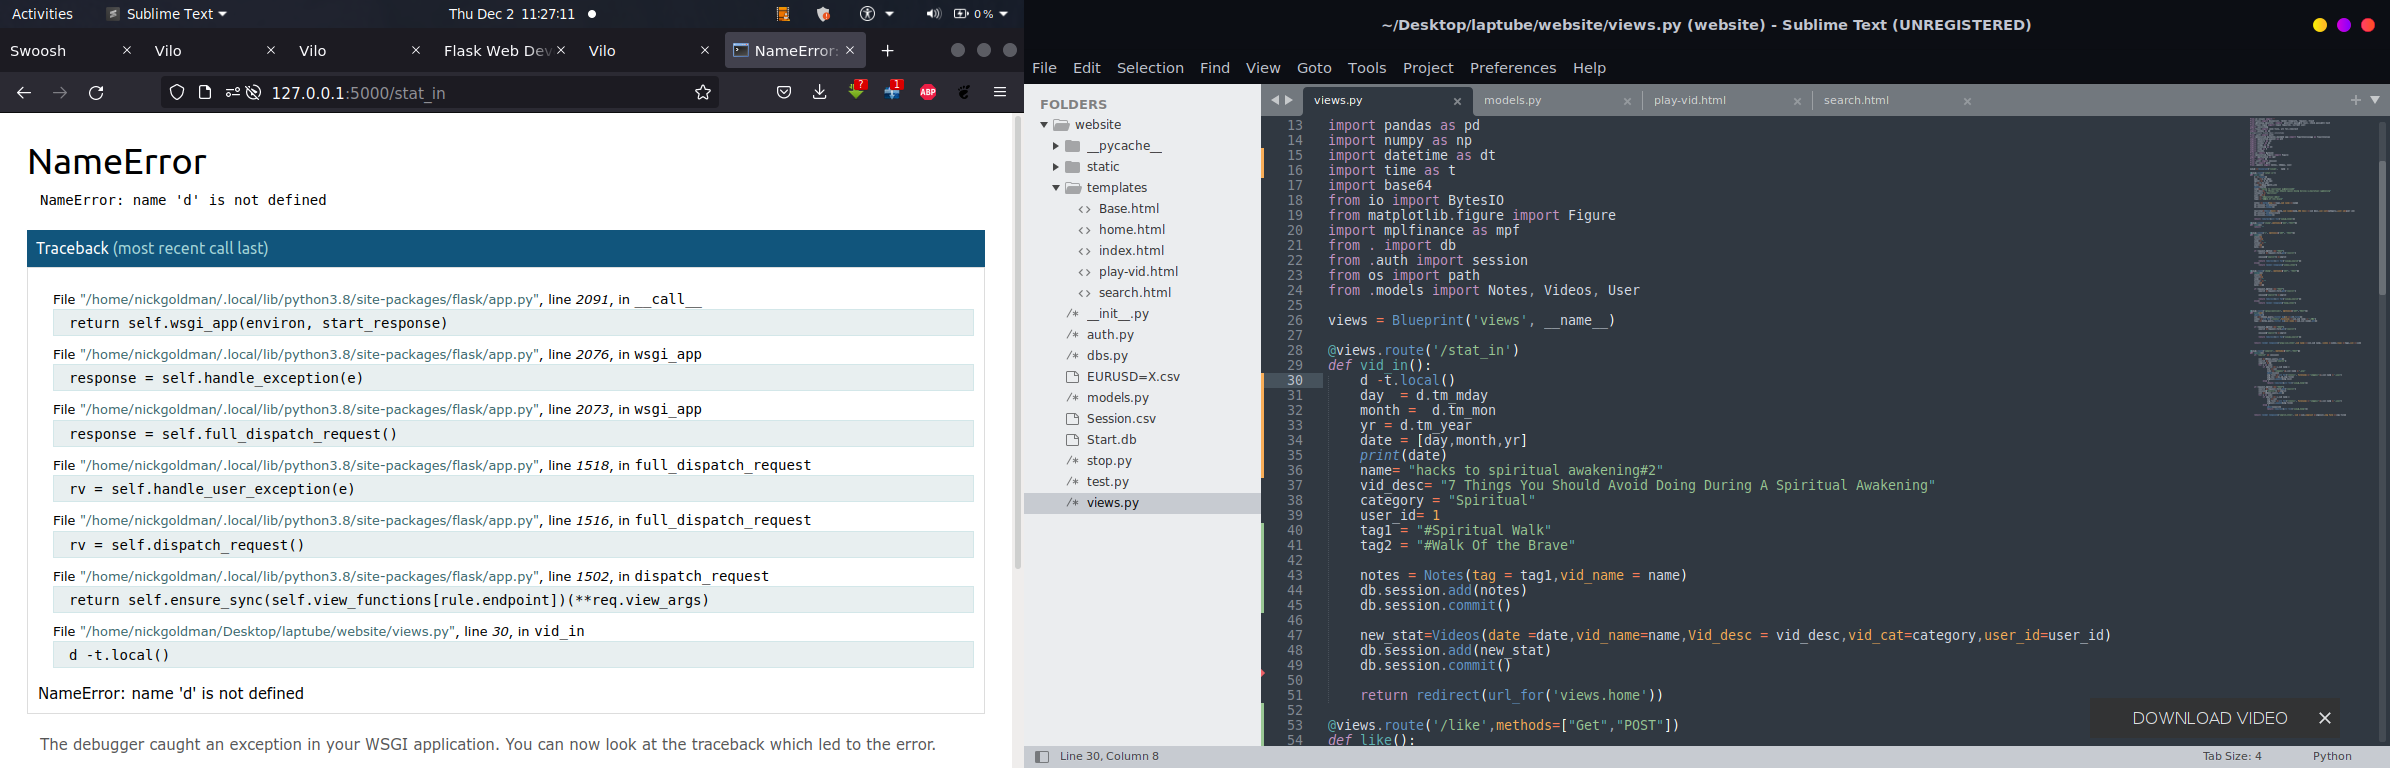 Activities
Sublime Text
Thu Dec 2 11:27:11
0 %
Swoosh
Vilo
Vilo
Flask Web Dev
Vilo
NameError:
127.0.0.1:5000/stat_in
?
1
ABP
NameError
NameError: name 'd' is not defined
Traceback (most recent call last)
File "/home/nickgoldman/.local/lib/python3.8/site-packages/flask/app.py", line 2091, in __call__
return self.wsgi_app(environ, start_response)
File "/home/nickgoldman/.local/lib/python3.8/site-packages/flask/app.py", line 2076, in wsgi_app
response = self.handle_exception(e)
File "/home/nickgoldman/.local/lib/python3.8/site-packages/flask/app.py", line 2073, in wsgi_app
response = self.full_dispatch_request()
File "/home/nickgoldman/.local/lib/python3.8/site-packages/flask/app.py", line 1518, in full_dispatch_request
rv = self.handle_user_exception(e)
File "/home/nickgoldman/.local/lib/python3.8/site-packages/flask/app.py", line 1516, in full_dispatch_request
rv = self.dispatch_request()
File "/home/nickgoldman/.local/lib/python3.8/site-packages/flask/app.py", line 1502, in dispatch_request
return self.ensure_sync(self.view_functions[rule.endpoint])(**req.view_args)
File "/home/nickgoldman/Desktop/laptube/website/views.py", line 30, in vid_in
d -t.local()
NameError: name 'd' is not defined
The debugger caught an exception in your WSGI application. You can now look at the traceback which led to the error.
~/Desktop/laptube/website/views.py (website) - Sublime Text (UNREGISTERED)
File Edit Selection Find View Goto Tools Project Preferences Help
FOLDERS
website
__pycache__
static
templates
Base.html
home.html
index.html
play-vid.html
search.html
__init__.py
auth.py
dbs.py
EURUSD=X.csv
models.py
Session.csv
Start.db
stop.py
test.py
views.py
views.py
models.py
play-vid.html
search.html
13 import pandas as pd
14 import numpy as np
15 import datetime as dt
16 import time as t
17 import base64
18 from io import BytesIO
19 from matplotlib.figure import Figure
20 import mplfinance as mpf
21 from . import db
22 from .auth import session
23 from os import path
24 from .models import Notes, Videos, User
25
26 views = Blueprint('views', __name__)
27
28 @views.route('/stat_in')
29 def vid_in():
30 d -t.local()
31 day  = d.tm_mday
32 month =  d.tm_mon
33 yr = d.tm_year
34 date = [day,month,yr]
35 print(date)
36 name= "hacks to spiritual awakening#2"
37 vid_desc= "7 Things You Should Avoid Doing During A Spiritual Awakening"
38 category = "Spiritual"
39 user_id= 1
40 tag1 = "#Spiritual Walk"
41 tag2 = "#Walk Of the Brave"
42
43 notes = Notes(tag = tag1,vid_name = name)
44 db.session.add(notes)
45 db.session.commit()
46
47 new_stat=Videos(date =date,vid_name=name,Vid_desc = vid_desc,vid_cat=category,user_id=user_id)
48 db.session.add(new_stat)
49 db.session.commit()
50
51 return redirect(url_for('views.home'))
52
53 @views.route('/like',methods=["Get","POST"])
54 def like():
DOWNLOAD VIDEO
Line 30, Column 8
Tab Size: 4
Python